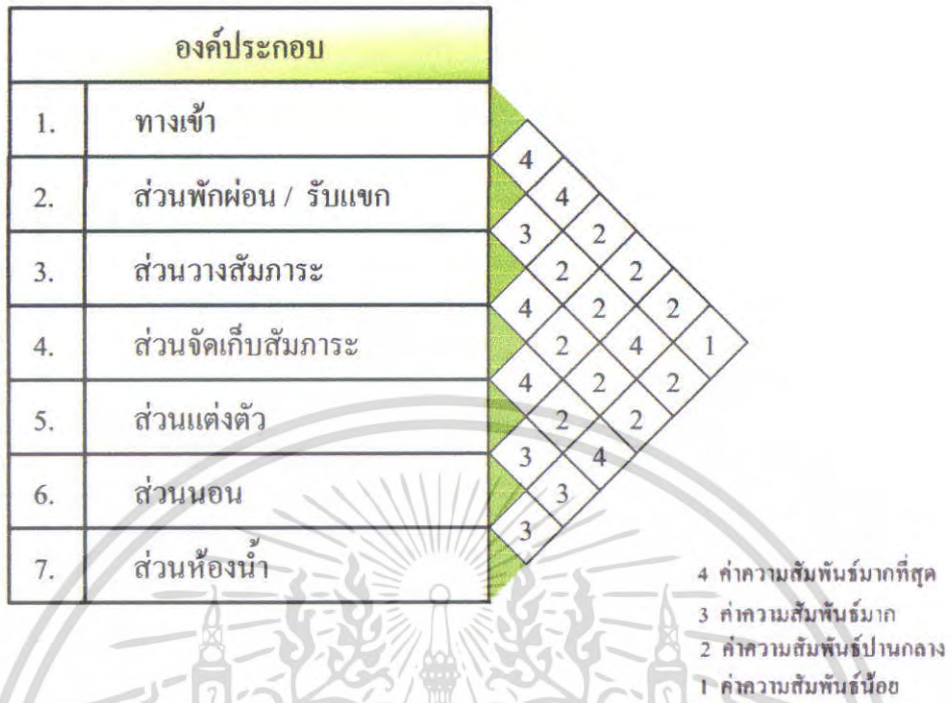 องค์ประกอบ
1. ทางเข้า
2. ส่วนพักผ่อน / รับแขก
3. ส่วนวางสัมภาระ
4. ส่วนจัดเก็บสัมภาระ
5. ส่วนแต่งตัว
6. ส่วนนอน
7. ส่วนห้องน้ำ
4
4
3 2
2 2
4 2 2
2 4 1
4 2 2
2 2
3 4
3
3
4 ค่าความสัมพันธ์มากที่สุด
3 ค่าความสัมพันธ์มาก
2 ค่าความสัมพันธ์ปานกลาง
1 ค่าความสัมพันธ์น้อย